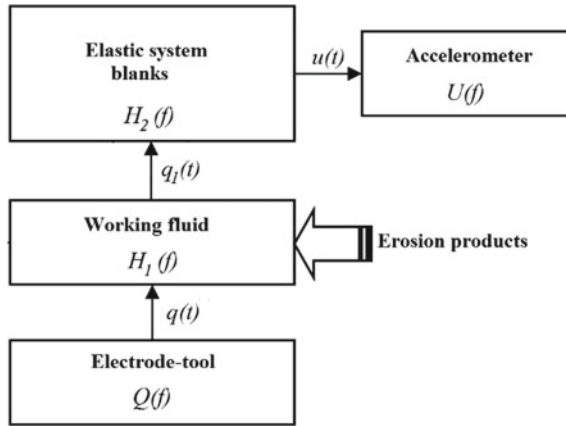 Elastic system
blanks
H₂ (f)
u(t)
Accelerometer
U(f)
q₁(t)
Working fluid
H₁ (f)
Erosion products
q(t)
Electrode-tool
Q(f)